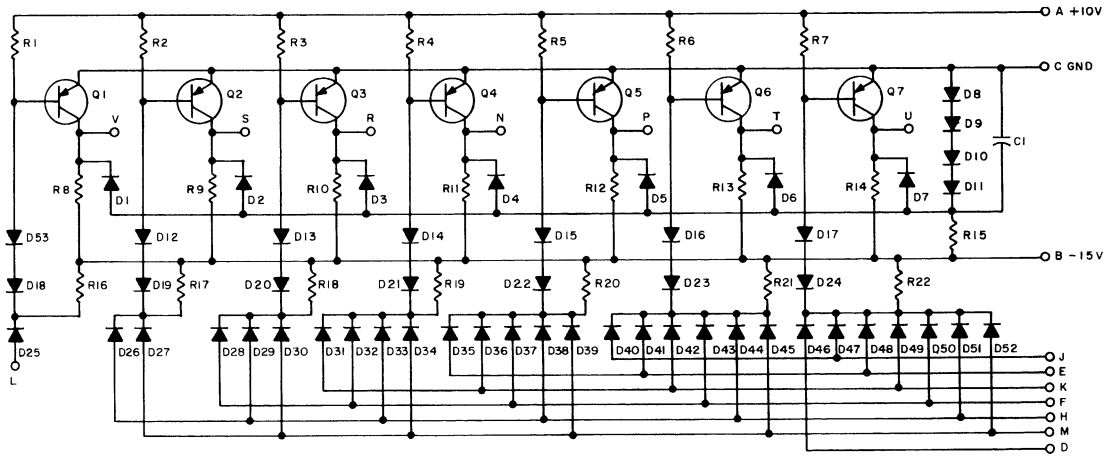 A +10V
R1 R2 R3 R4 R5 R6 R7
C GND
Q1 Q2 Q3 Q4 Q5 Q6 Q7
D8
D9
V S R N P T U
C1
D10
R8 R9 R10 R11 R12 R13 R14
D11
D1 D2 D3 D4 D5 D6 D7
D53 D12 D13 D14 D15 D16 D17 R15
B -15V
D18 R16 D19 R17 D20 R18 D21 R19 D22 R20 D23 R21 D24 R22
D25 D26 D27 D28 D29 D30 D31 D32 D33 D34 D35 D36 D37 D38 D39 D40 D41 D42 D43 D44 D45 D46 D47 D48 D49 D50 D51 D52
J
L
E
K
F
H
M
D